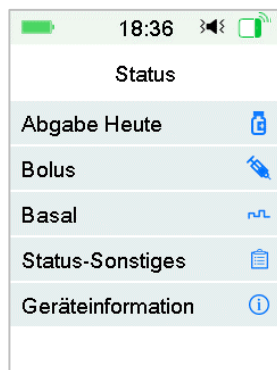 18:36
Status
Abgabe Heute
Bolus
Basal
Status-Sonstiges
Geräteinformation